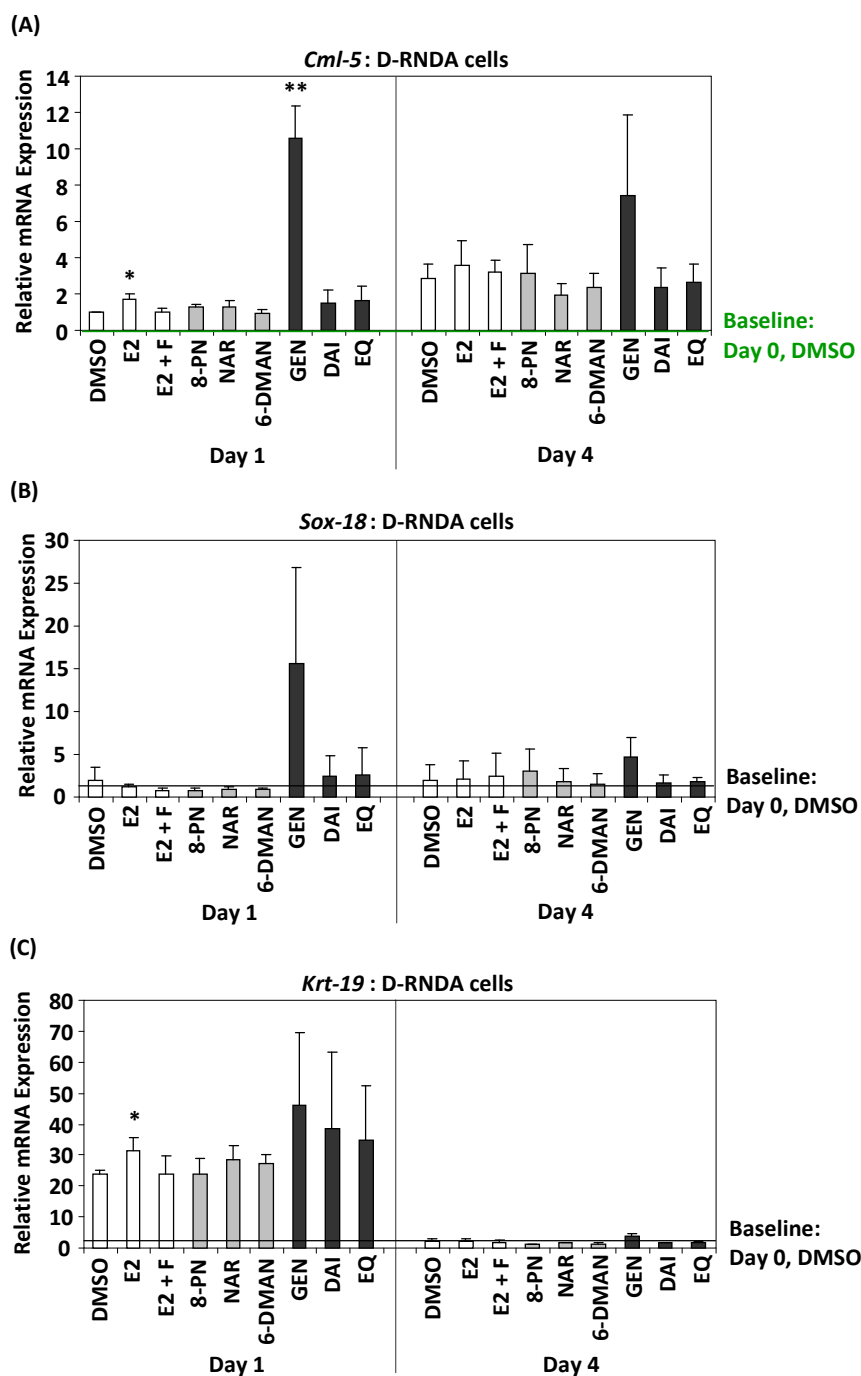 (A)
Cml-5 : D-RNDA cells
Relative mRNA Expression
14
12
10
8
6
4
2
0
* **
DMSO E2 E2 + F 8-PN NAR 6-DMAN GEN DAI EQ DMSO E2 E2 + F 8-PN NAR 6-DMAN GEN DAI EQ
Baseline:
Day 0, DMSO
Day 1 Day 4
(B)
Sox-18 : D-RNDA cells
Relative mRNA Expression
30
25
20
15
10
5
0
DMSO E2 E2 + F 8-PN NAR 6-DMAN GEN DAI EQ DMSO E2 E2 + F 8-PN NAR 6-DMAN GEN DAI EQ
Baseline:
Day 0, DMSO
Day 1 Day 4
(C)
Krt-19 : D-RNDA cells
Relative mRNA Expression
80
70
60
50
40
30
20
10
0
*
DMSO E2 E2 + F 8-PN NAR 6-DMAN GEN DAI EQ DMSO E2 E2 + F 8-PN NAR 6-DMAN GEN DAI EQ
Baseline:
Day 0, DMSO
Day 1 Day 4